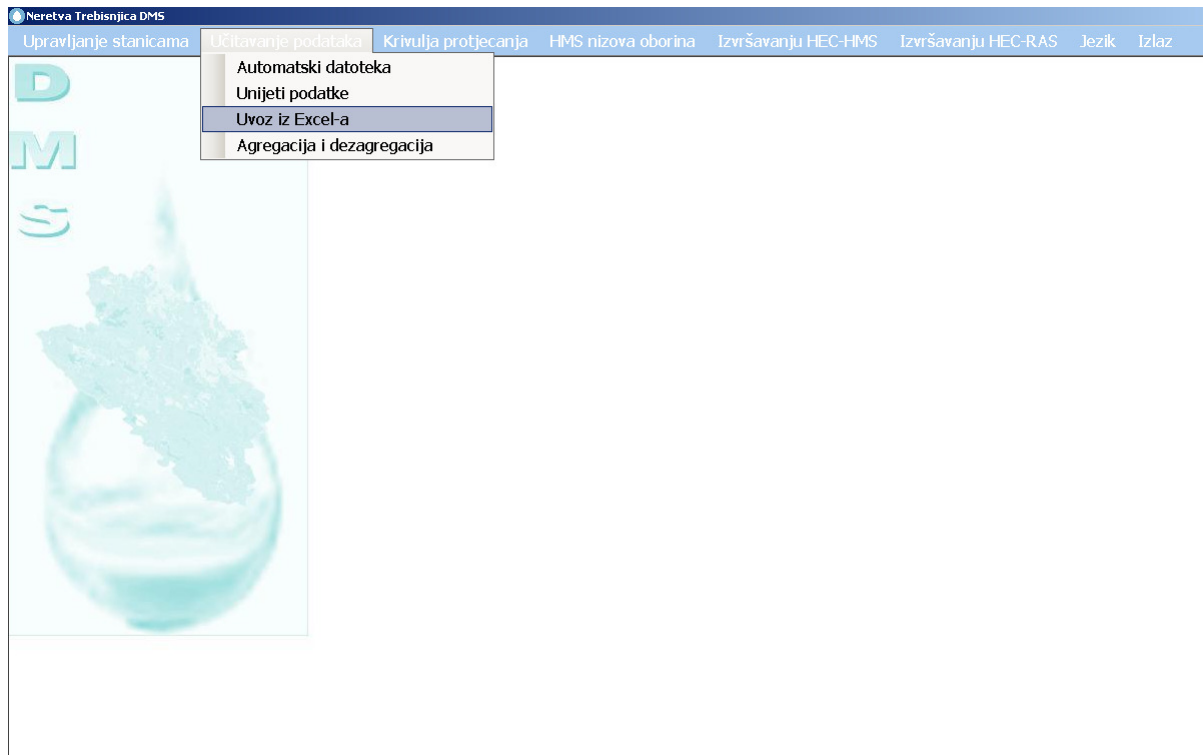 Neretva Trebisnjica DMS
Upravljanje stanicama Učitavanje podataka Krivulja protjecanja HMS nizova oborina Izvršavanju HEC-HMS Izvršavanju HEC-RAS Jezik Izlaz
Automatski datoteka
Unijeti podatke
Uvoz iz Excel-a
Agregacija i dezagregacija
D
M
S